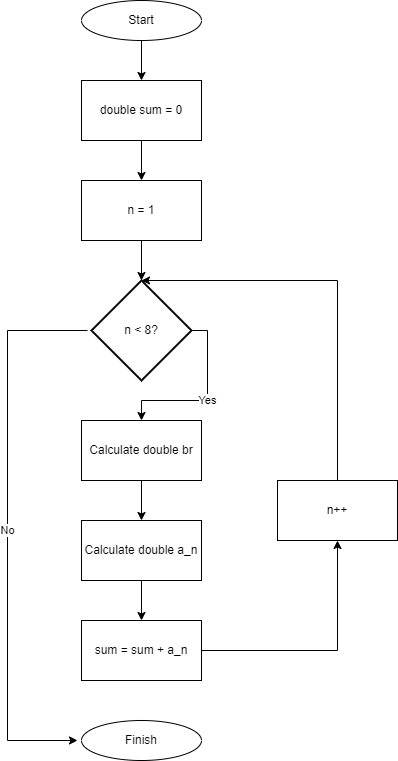 Start
double sum = 0
n = 1
n < 8?
Yes
Calculate double br
n++
Calculate double a_n
No
sum = sum + a_n
Finish